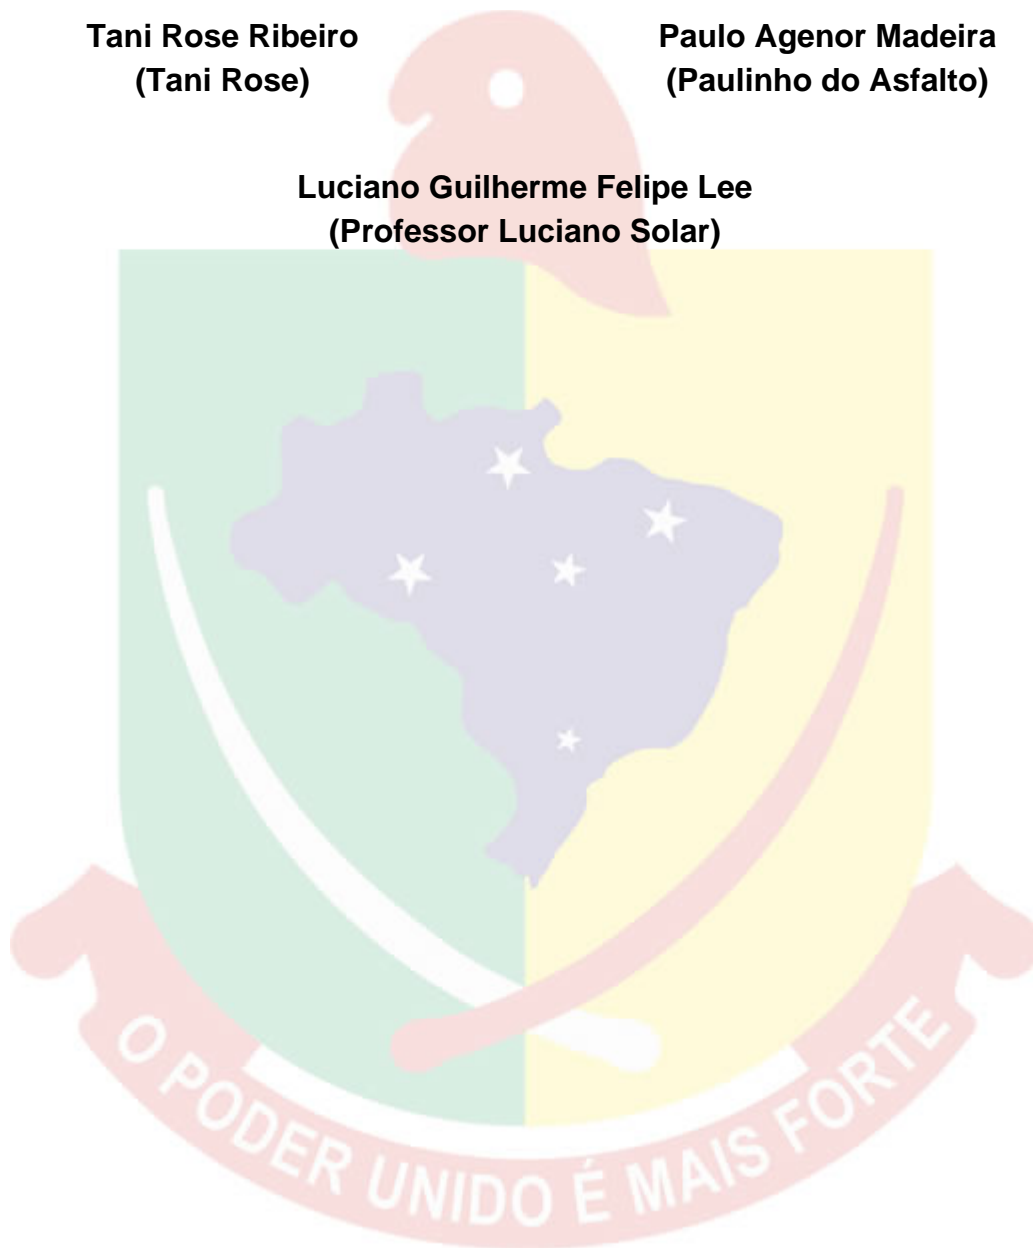 Tani Rose Ribeiro
(Tani Rose)
Paulo Agenor Madeira
(Paulinho do Asfalto)
Luciano Guilherme Felipe Lee
(Professor Luciano Solar)
O PODER UNIDO É MAIS FORTE